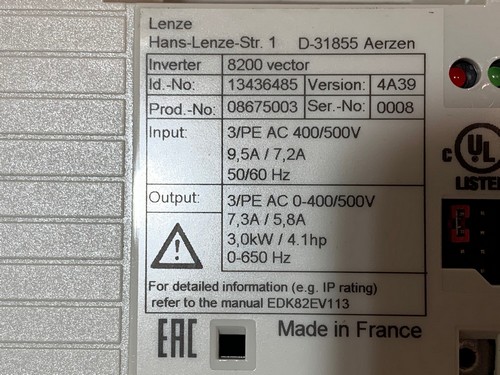 Lenze
Hans-Lenze-Str. 1 D-31855 Aerzen
Inverter 8200 vector
Id.-No: 13436485 Version: 4A39
Prod.-No: 08675003 Ser.-No: 0008
Input: 3/PE AC 400/500V
9,5A / 7,2A
50/60 Hz
Output: 3/PE AC 0-400/500V
7,3A / 5,8A
3,0kW / 4.1hp
0-650 Hz
For detailed information (e.g. IP rating)
refer to the manual EDK82EV113
EAC Made in France
C UL
LISTED